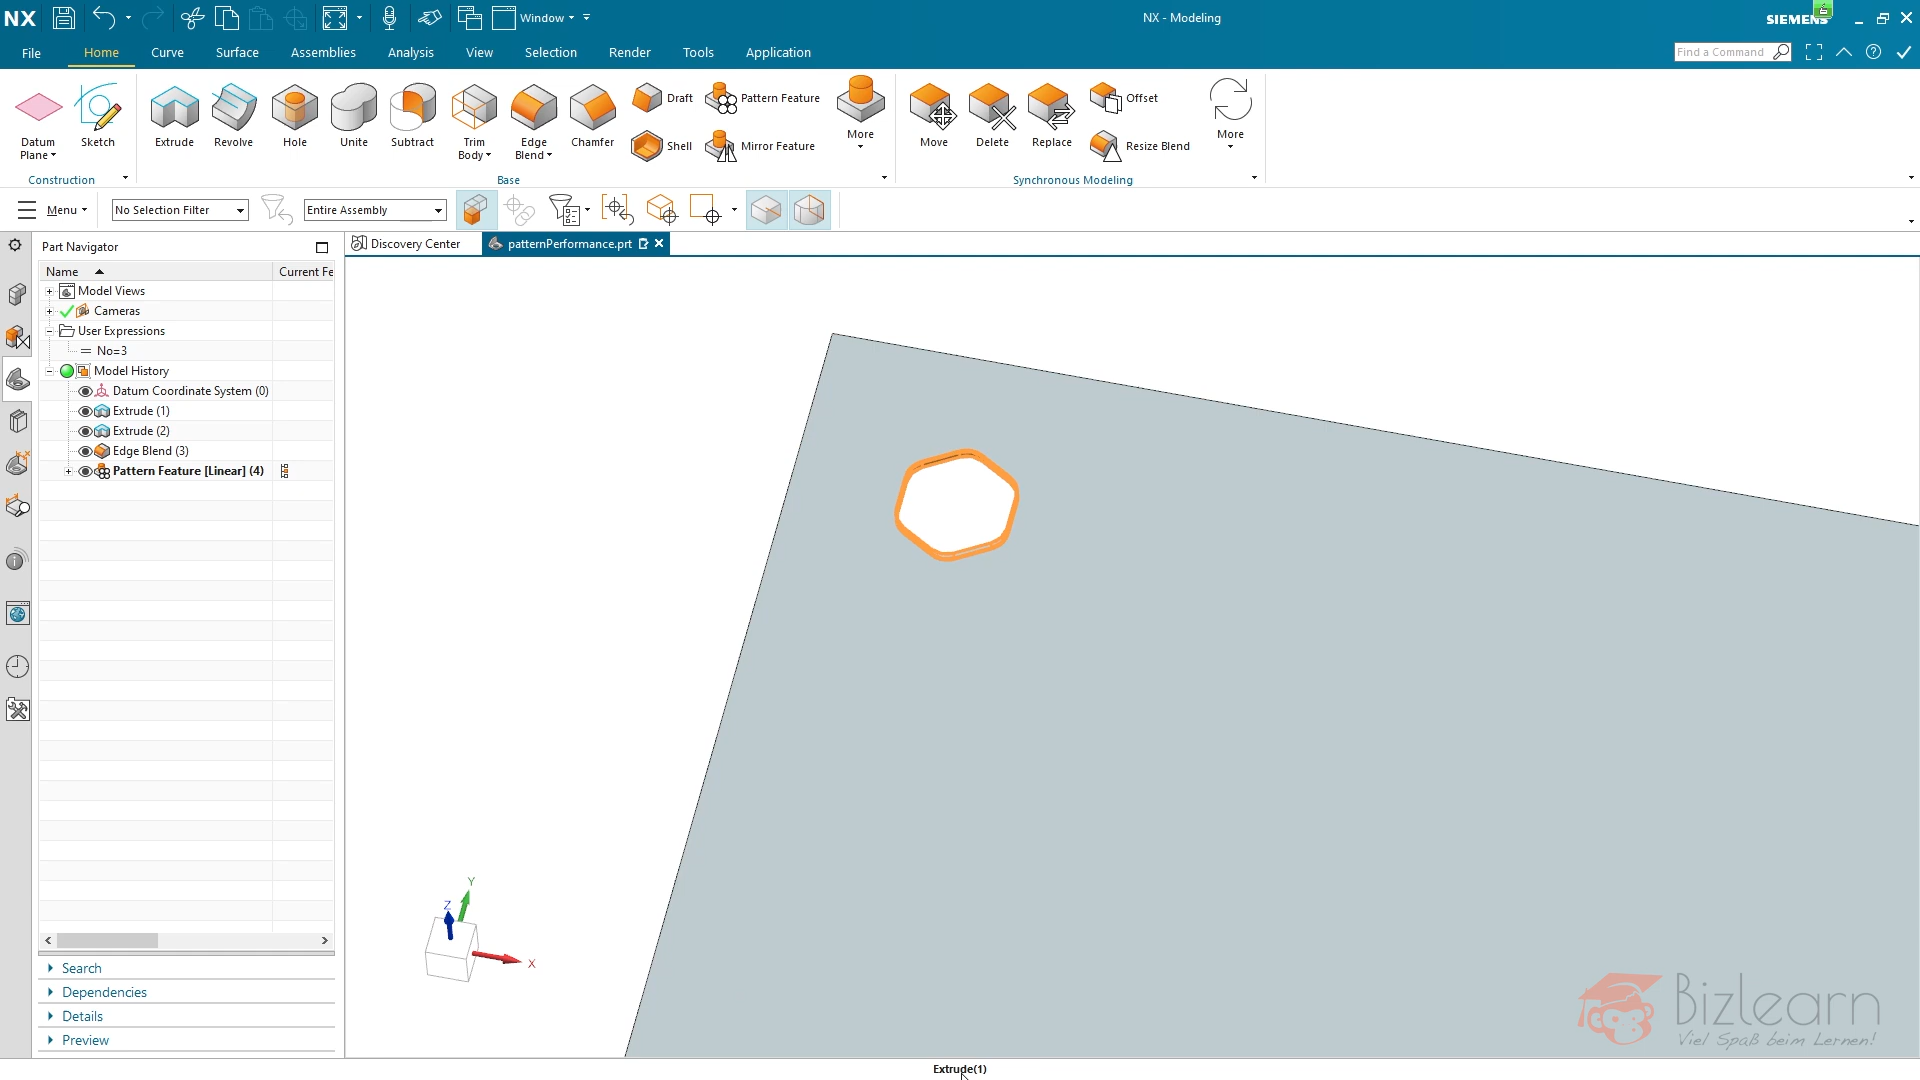 NX
Window
NX - Modeling
SIEMENS
File
Home
Curve
Surface
Assemblies
Analysis
View
Selection
Render
Tools
Application
Find a Command
Datum
Plane
Sketch
Extrude
Revolve
Hole
Unite
Subtract
Trim
Body
Edge
Blend
Chamfer
Draft
Shell
Pattern Feature
Mirror Feature
More
Move
Delete
Replace
Offset
Resize Blend
More
Construction
Base
Synchronous Modeling
Menu
No Selection Filter
Entire Assembly
Part Navigator
Discovery Center
patternPerformance.prt
Name
Current Fe
Model Views
Cameras
User Expressions
No=3
Model History
Datum Coordinate System (0)
Extrude (1)
Extrude (2)
Edge Blend (3)
Pattern Feature [Linear] (4)
Y
Z
X
Search
Dependencies
Details
Preview
Bizlearn
Viel Spaß beim Lernen!
Extrude(1)